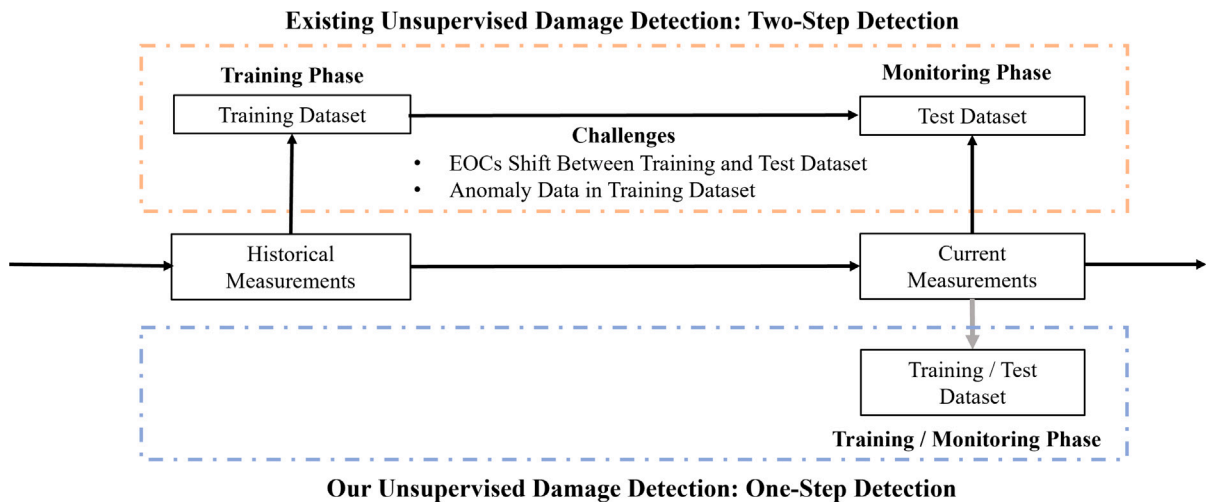 Existing Unsupervised Damage Detection: Two-Step Detection
Training Phase
Monitoring Phase
Training Dataset
Test Dataset
Challenges
• EOCs Shift Between Training and Test Dataset
• Anomaly Data in Training Dataset
Historical
Measurements
Current
Measurements
Training / Test
Dataset
Training / Monitoring Phase
Our Unsupervised Damage Detection: One-Step Detection